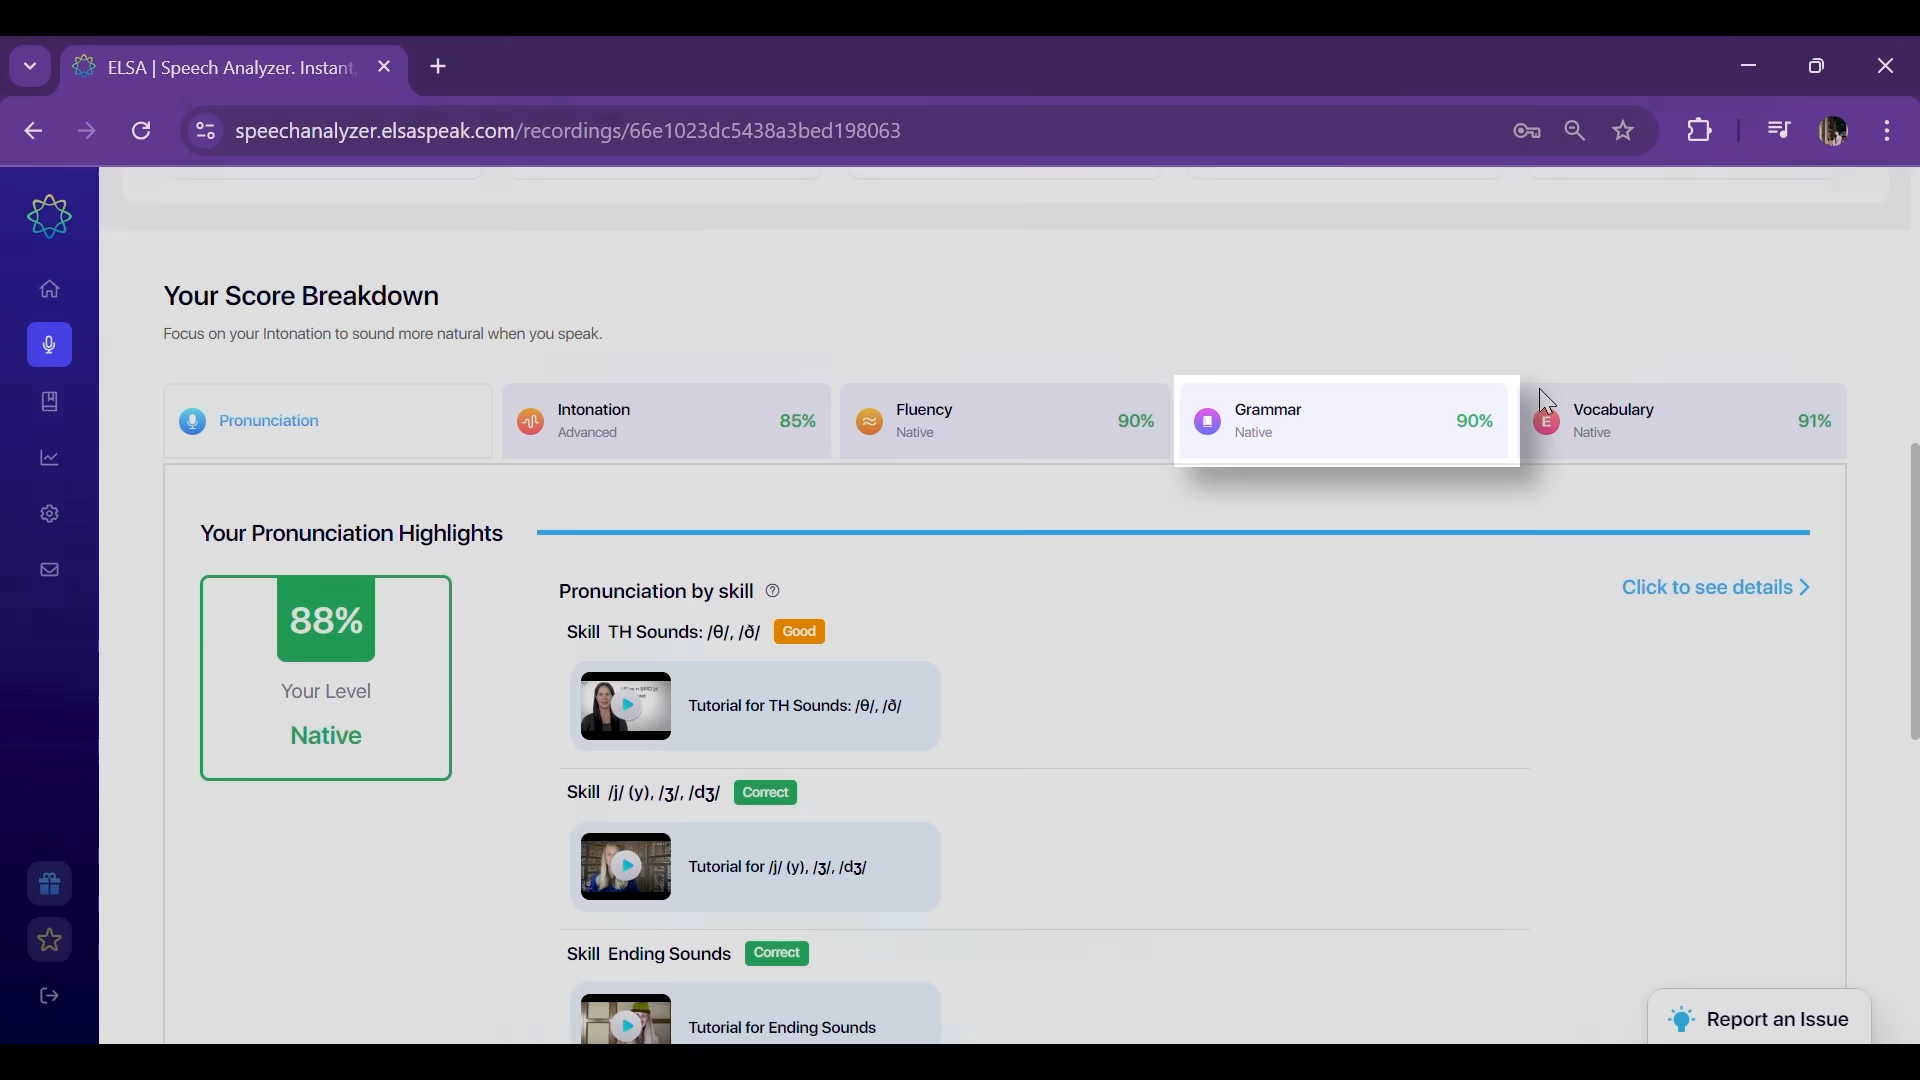 ELSA | Speech Analyzer. Instant
speechanalyzer.elsaspeak.com/recordings/66e1023dc5438a3bed198063
Your Score Breakdown
Focus on your Intonation to sound more natural when you speak.
Pronunciation
Intonation
Advanced
85%
Fluency
Native
90%
Grammar
Native
90%
E
Vocabulary
Native
91%
Your Pronunciation Highlights
88%
Your Level
Native
Pronunciation by skill
Click to see details
Skill TH Sounds: /θ/, /ð/ Good
Tutorial for TH Sounds: /θ/, /ð/
Skill /j/ (y), /ʒ/, /dʒ/ Correct
Tutorial for /j/ (y), /ʒ/, /dʒ/
Skill Ending Sounds Correct
Tutorial for Ending Sounds
Report an Issue